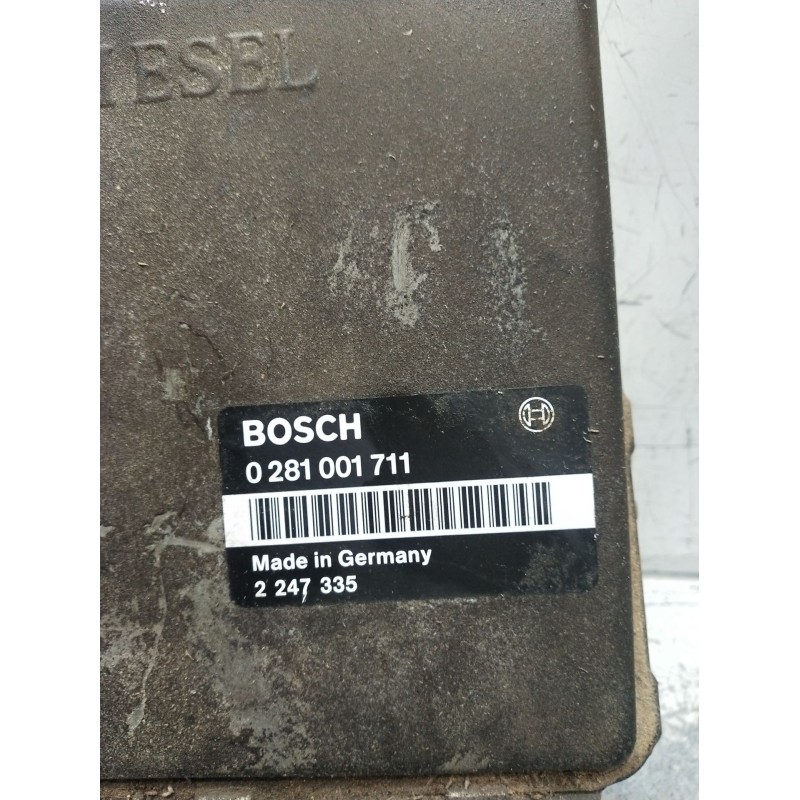 IESEL
BOSCH
0 281 001 711
Made in Germany
2 247 335